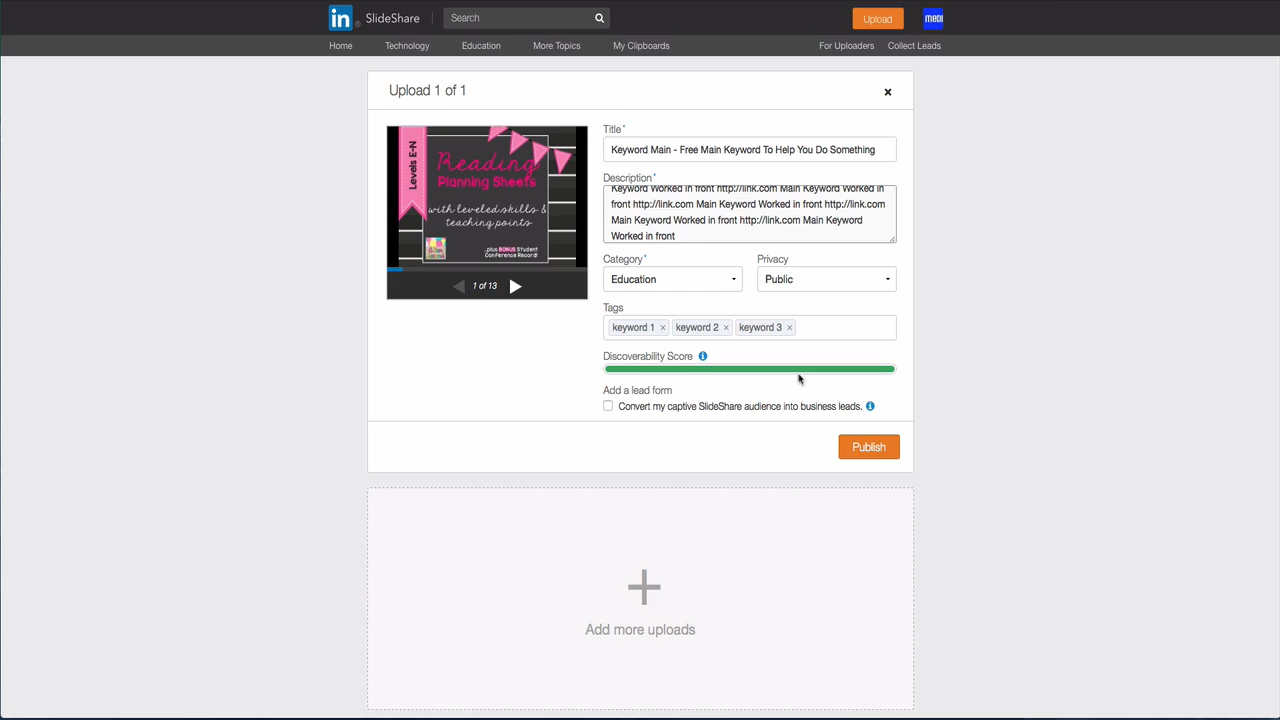 in SlideShare Search Upload MEDI
Home Technology Education More Topics My Clipboards For Uploaders Collect Leads
Upload 1 of 1 ×
Levels E-N
Reading
Planning Sheets
with leveled skills &
teaching points
...plus BONUS Student
Conference Record!
1 of 13
Title*
Keyword Main - Free Main Keyword To Help You Do Something
Description*
Keyword Worked in front http://link.com Main Keyword Worked in
front http://link.com Main Keyword Worked in front http://link.com
Main Keyword Worked in front http://link.com Main Keyword
Worked in front
Category* Privacy
Education Public
Tags
keyword 1 × keyword 2 × keyword 3 ×
Discoverability Score
Add a lead form
Convert my captive SlideShare audience into business leads.
Publish
Add more uploads